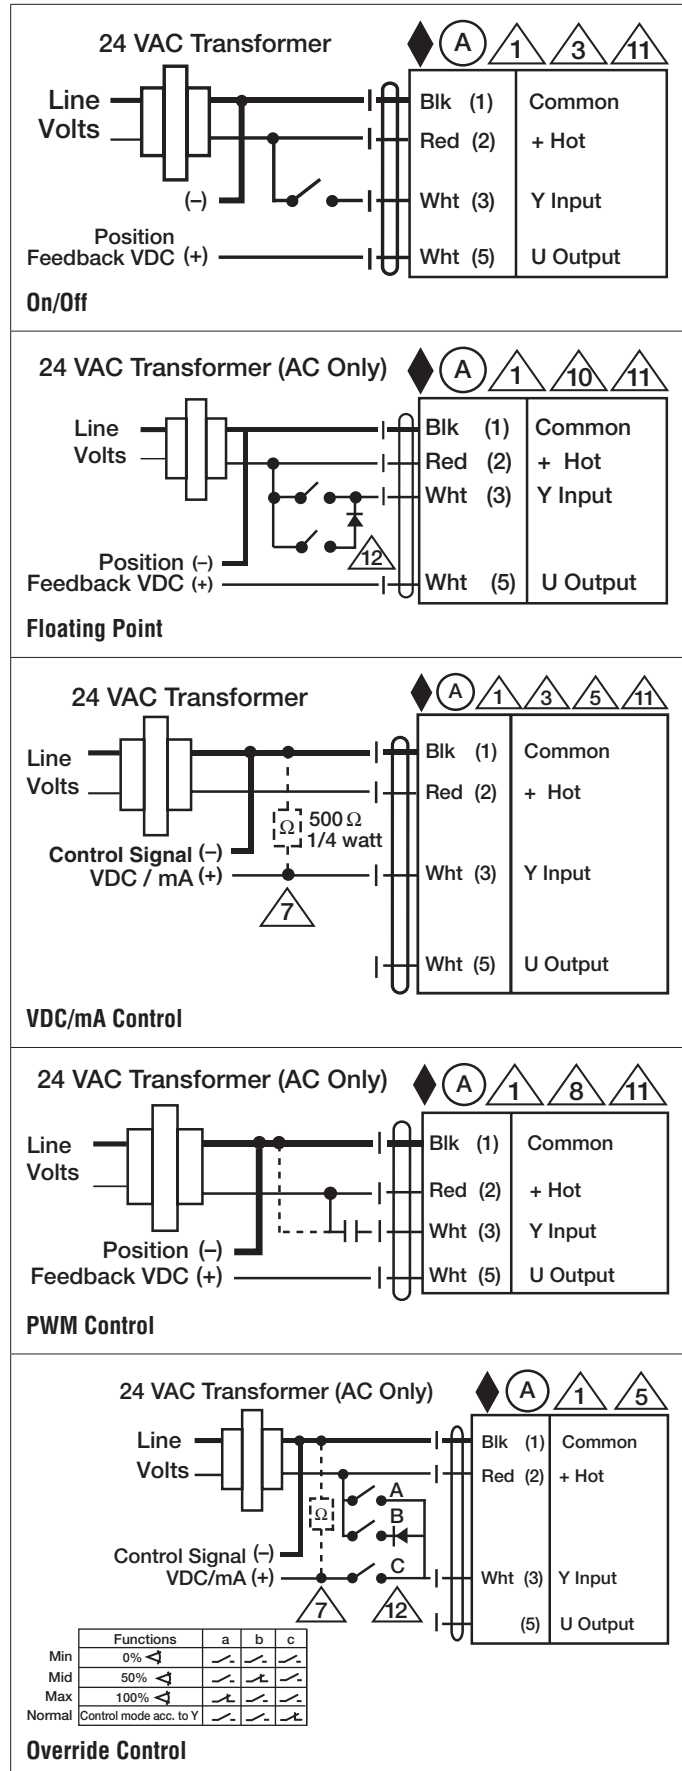 24 VAC Transformer
A 1 3 11
Line
Volts
Blk (1) Common
Red (2) + Hot
(–)
Wht (3) Y Input
Position
Feedback VDC (+)
Wht (5) U Output
On/Off
24 VAC Transformer (AC Only)
A 1 10 11
Line
Volts
Blk (1) Common
Red (2) + Hot
Wht (3) Y Input
12
Position (–)
Feedback VDC (+)
Wht (5) U Output
Floating Point
24 VAC Transformer
A 1 3 5 11
Line
Volts
Blk (1) Common
Red (2) + Hot
Ω 500 Ω
1/4 watt
Control Signal (–)
VDC / mA (+)
Wht (3) Y Input
7
Wht (5) U Output
VDC/mA Control
24 VAC Transformer (AC Only)
A 1 8 11
Line
Volts
Blk (1) Common
Red (2) + Hot
Wht (3) Y Input
Position (–)
Feedback VDC (+)
Wht (5) U Output
PWM Control
24 VAC Transformer (AC Only)
A 1 5
Line
Volts
Blk (1) Common
Red (2) + Hot
A
Ω
B
Control Signal (–)
VDC/mA (+)
C
Wht (3) Y Input
7 12
(5) U Output
Functions a b c
Min 0%
Mid 50%
Max 100%
Normal Control mode acc. to Y
Override Control